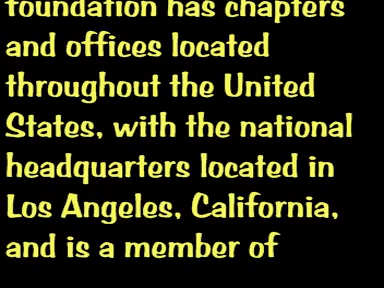 foundation has chapters
and offices located
throughout the United
States, with the national
headquarters located in
Los Angeles, California,
and is a member of